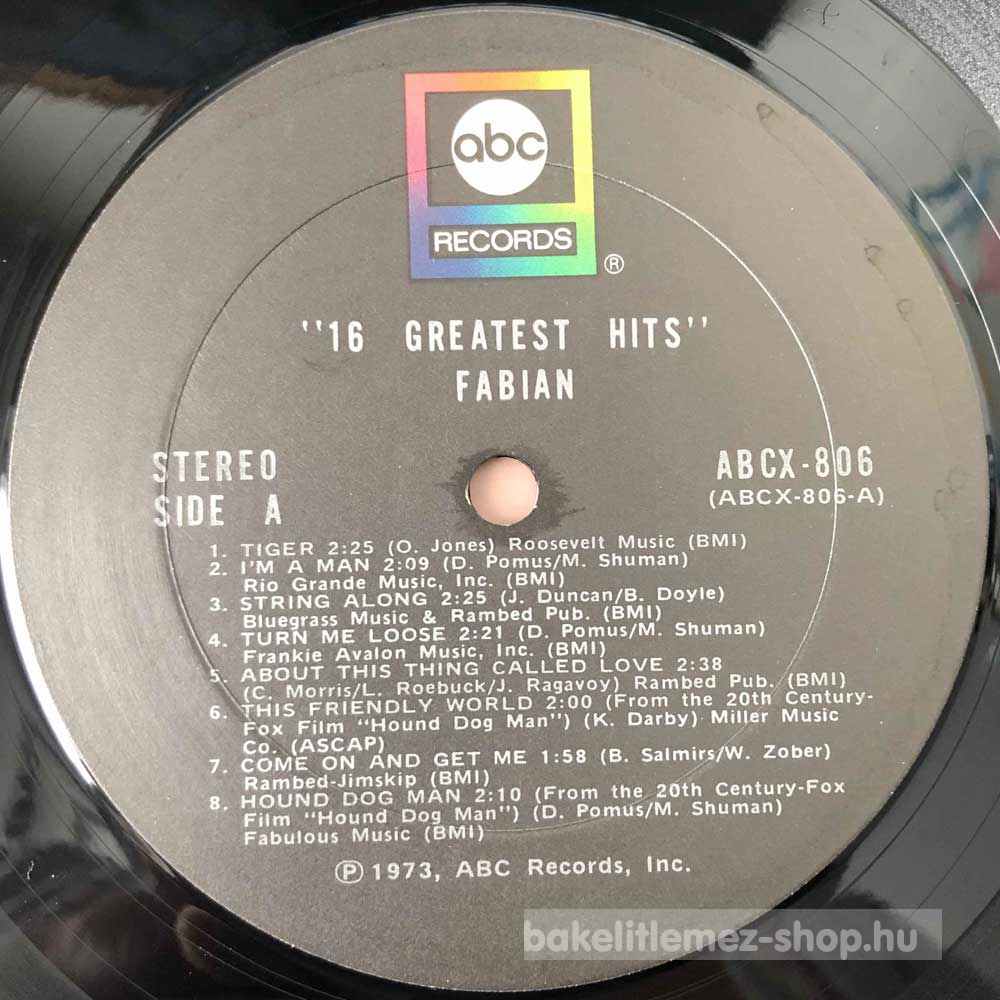 abc
RECORDS
®
"16 GREATEST HITS"
FABIAN
STEREO
SIDE A
ABCX-806
(ABCX-806-A)
1. TIGER 2:25 (O. Jones) Roosevelt Music (BMI)
2. I'M A MAN 2:09 (D. Pomus/M. Shuman)
Rio Grande Music, Inc. (BMI)
3. STRING ALONG 2:25 (J. Duncan/B. Doyle)
Bluegrass Music & Rambed Pub. (BMI)
4. TURN ME LOOSE 2:21 (D. Pomus/M. Shuman)
Frankie Avalon Music, Inc. (BMI)
5. ABOUT THIS THING CALLED LOVE 2:38
(C. Morris/L. Roebuck/J. Ragavoy) Rambed Pub. (BMI)
6. THIS FRIENDLY WORLD 2:00 (From the 20th Century-
Fox Film "Hound Dog Man") (K. Darby) Miller Music
Co. (ASCAP)
7. COME ON AND GET ME 1:58 (B. Salmirs/W. Zober)
Rambed-Jimskip (BMI)
8. HOUND DOG MAN 2:10 (From the 20th Century-Fox
Film "Hound Dog Man") (D. Pomus/M. Shuman)
Fabulous Music (BMI)
℗ 1973, ABC Records, Inc.
bakelitlemez-shop.hu